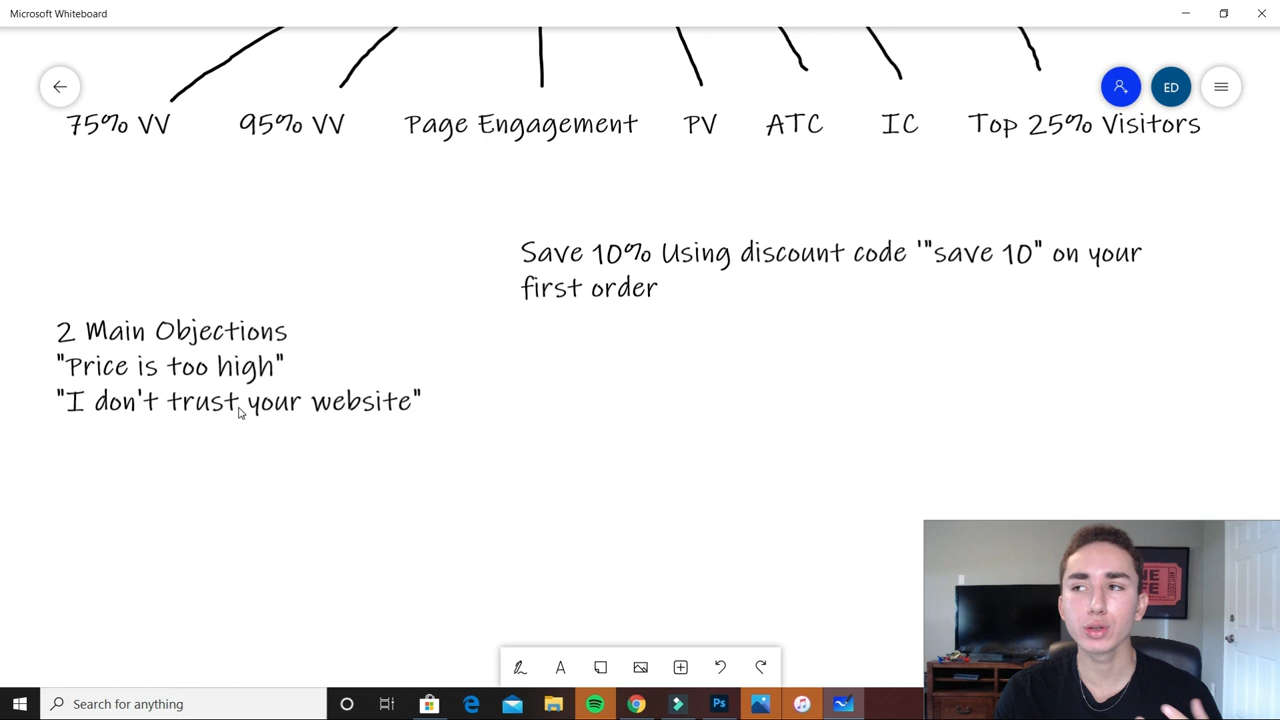 Microsoft Whiteboard
ED
75% VV 95% VV Page Engagement PV ATC IC Top 25% Visitors
Save 10% Using discount code '"save 10" on your
first order
2 Main Objections
"Price is too high"
"I don't trust your website"
A
Ps
Search for anything